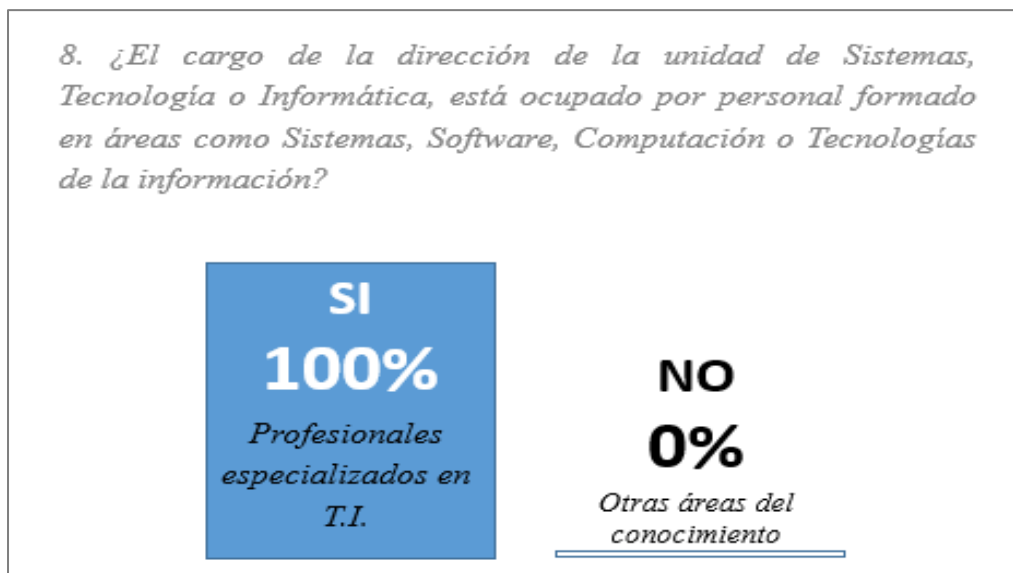 8. ¿El cargo de la dirección de la unidad de Sistemas,
Tecnología o Informática, está ocupado por personal formado
en áreas como Sistemas, Software, Computación o Tecnologías
de la información?
SI
100%
Profesionales
especializados en
T.I.
NO
0%
Otras áreas del
conocimiento